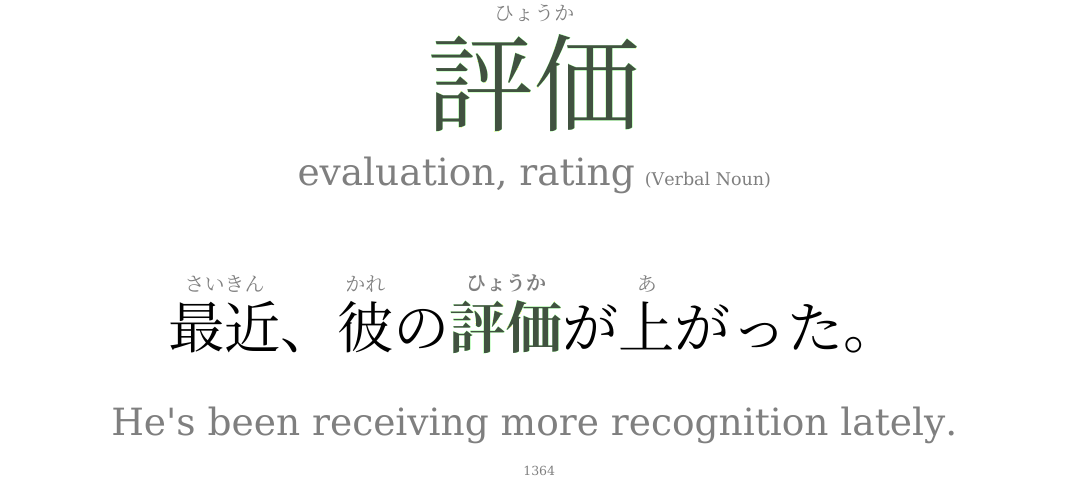 ひょうか
評価
evaluation, rating (Verbal Noun)
さいきん かれ ひょうか あ
最近、彼の評価が上がった。
He's been receiving more recognition lately.
1364